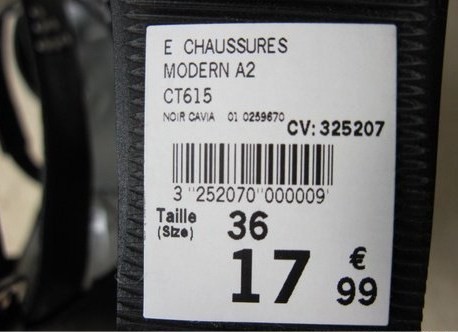 E CHAUSSURES
MODERN A2
CT615
NOIR CAVIA 01 0259670
CV: 325207
3 252070 000009
Taille 36
(Size)
17 € 99